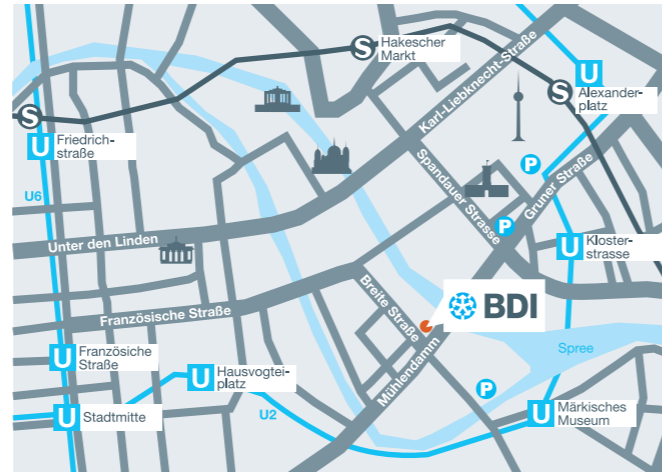 S
Hakescher
Markt
Karl-Liebknecht-Straße
U
S
Alexander-
platz
S
U
Friedrich-
straße
U6
Spandauer Strasse
P
Gruner Straße
P
Unter den Linden
U
Kloster-
strasse
Französische Straße
Breite Straße
BDI
Mühlendamm
Spree
U
Französiche
Straße
U
Hausvogtei-
platz
P
U
Stadtmitte
U2
U
Märkisches
Museum